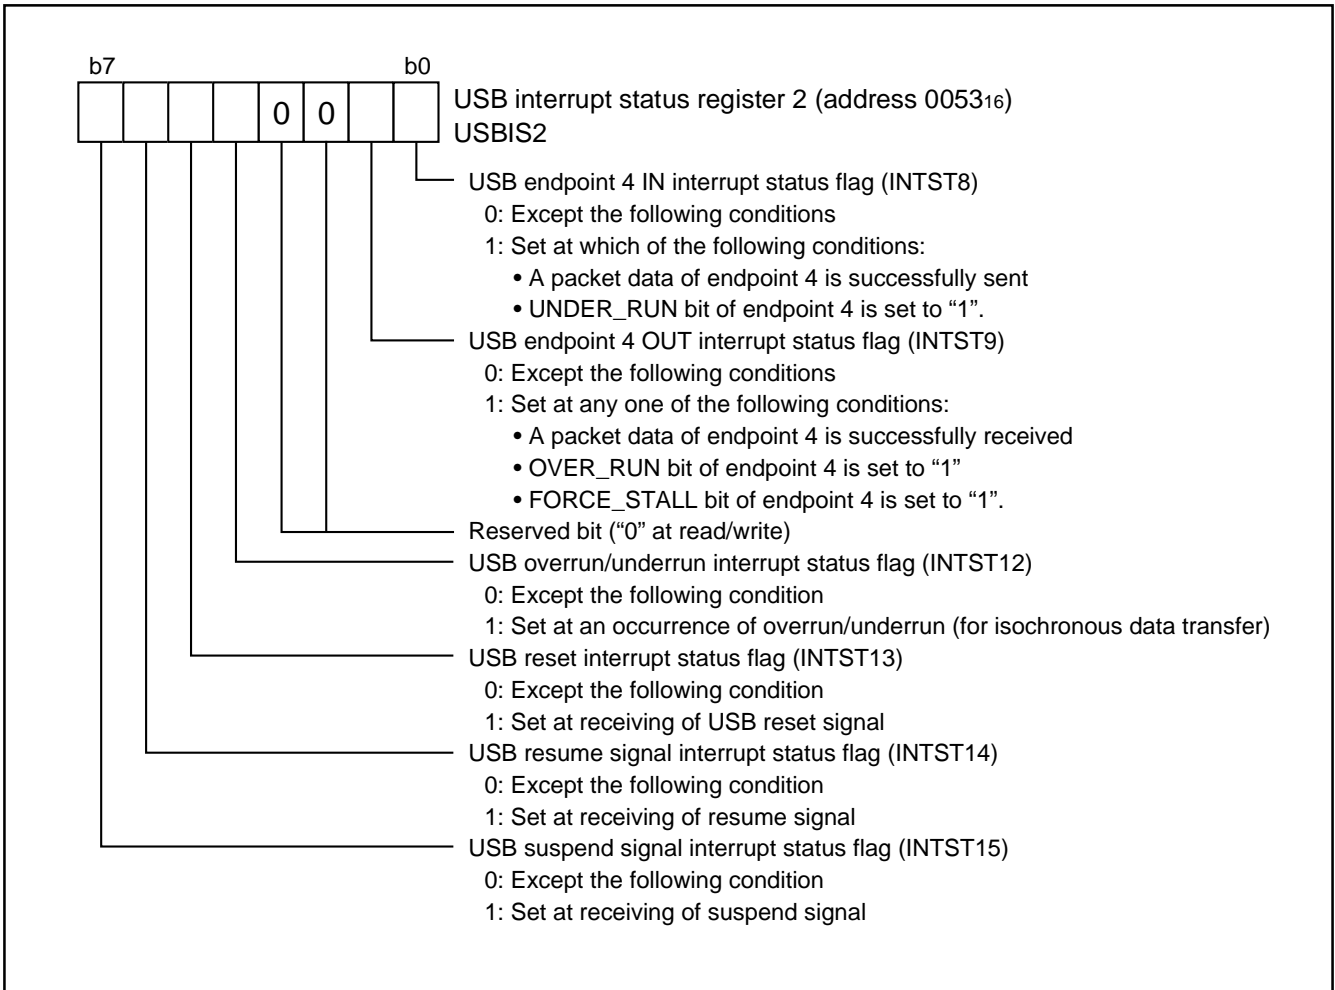 b7 b0
0 0
USB interrupt status register 2 (address 005316)
USBIS2
USB endpoint 4 IN interrupt status flag (INTST8)
0: Except the following conditions
1: Set at which of the following conditions:
• A packet data of endpoint 4 is successfully sent
• UNDER_RUN bit of endpoint 4 is set to “1”.
USB endpoint 4 OUT interrupt status flag (INTST9)
0: Except the following conditions
1: Set at any one of the following conditions:
• A packet data of endpoint 4 is successfully received
• OVER_RUN bit of endpoint 4 is set to “1”
• FORCE_STALL bit of endpoint 4 is set to “1”.
Reserved bit (“0” at read/write)
USB overrun/underrun interrupt status flag (INTST12)
0: Except the following condition
1: Set at an occurrence of overrun/underrun (for isochronous data transfer)
USB reset interrupt status flag (INTST13)
0: Except the following condition
1: Set at receiving of USB reset signal
USB resume signal interrupt status flag (INTST14)
0: Except the following condition
1: Set at receiving of resume signal
USB suspend signal interrupt status flag (INTST15)
0: Except the following condition
1: Set at receiving of suspend signal